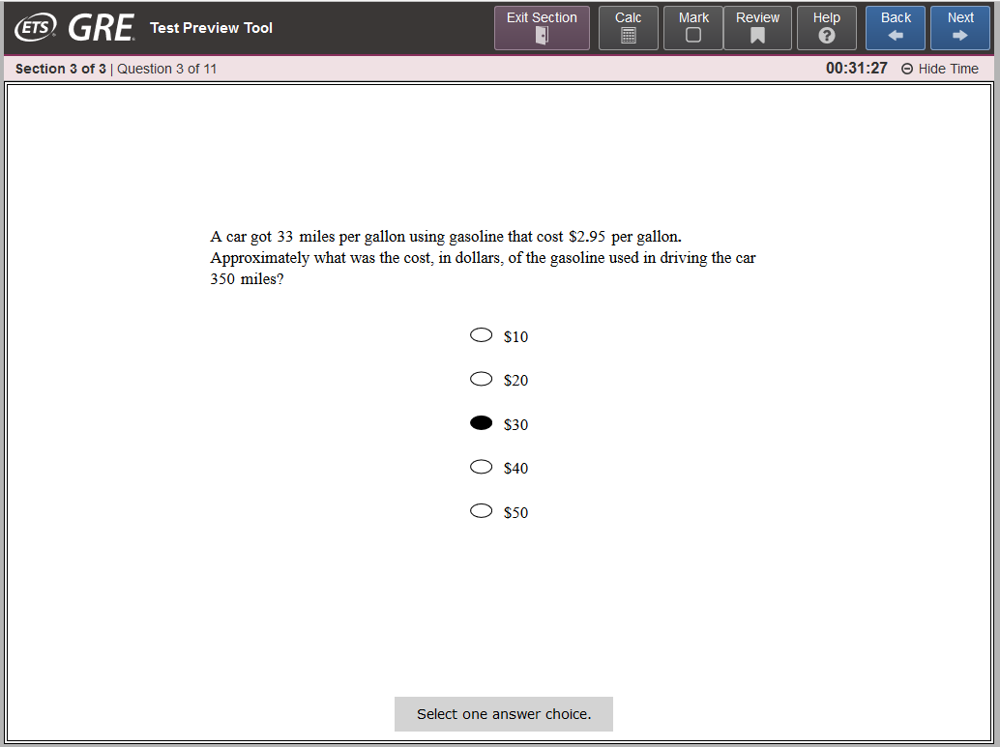 ETS GRE Test Preview Tool Exit Section Calc Mark Review Help Back Next
Section 3 of 3 | Question 3 of 11 00:31:27 Hide Time
A car got 33 miles per gallon using gasoline that cost $2.95 per gallon.
Approximately what was the cost, in dollars, of the gasoline used in driving the car
350 miles?
$10
$20
$30
$40
$50
Select one answer choice.